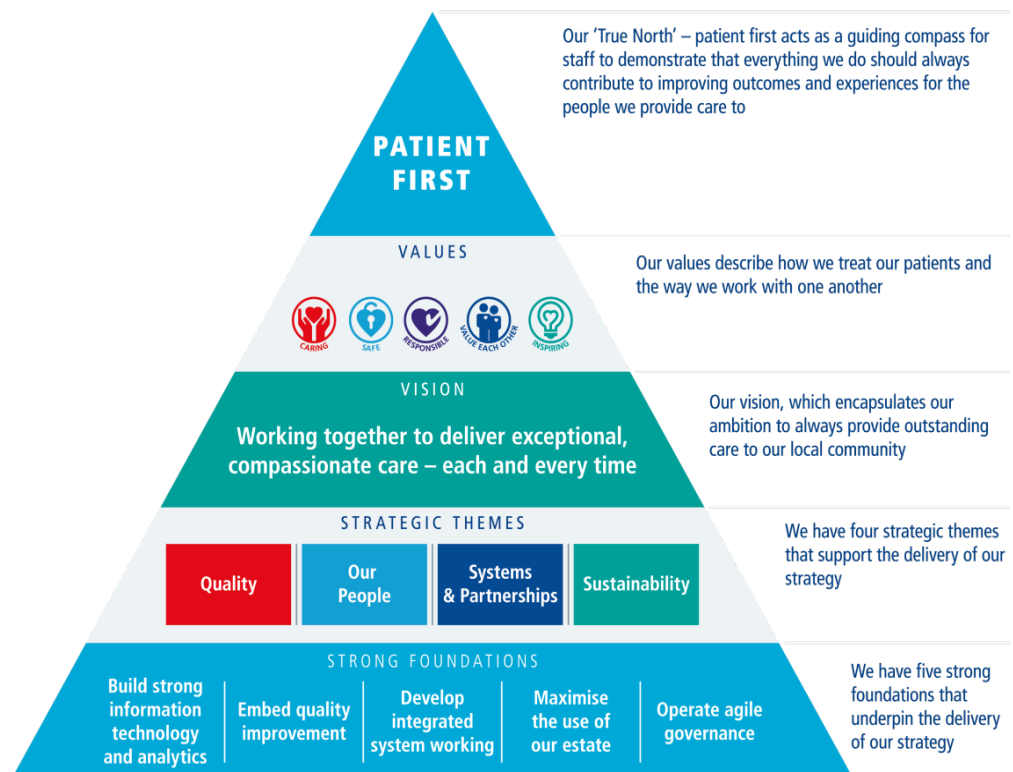 Our ‘True North’ – patient first acts as a guiding compass for
staff to demonstrate that everything we do should always
contribute to improving outcomes and experiences for the
people we provide care to
PATIENT
FIRST
VALUES
CARING
SAFE
RESPONSIBLE
VALUE EACH OTHER
INSPIRING
Our values describe how we treat our patients and
the way we work with one another
VISION
Working together to deliver exceptional,
compassionate care – each and every time
Our vision, which encapsulates our
ambition to always provide outstanding
care to our local community
STRATEGIC THEMES
Quality
Our
People
Systems
& Partnerships
Sustainability
We have four strategic themes
that support the delivery of our
strategy
STRONG FOUNDATIONS
Build strong
information
technology
and analytics
Embed quality
improvement
Develop
integrated
system working
Maximise
the use of
our estate
Operate agile
governance
We have five strong
foundations that
underpin the delivery
of our strategy